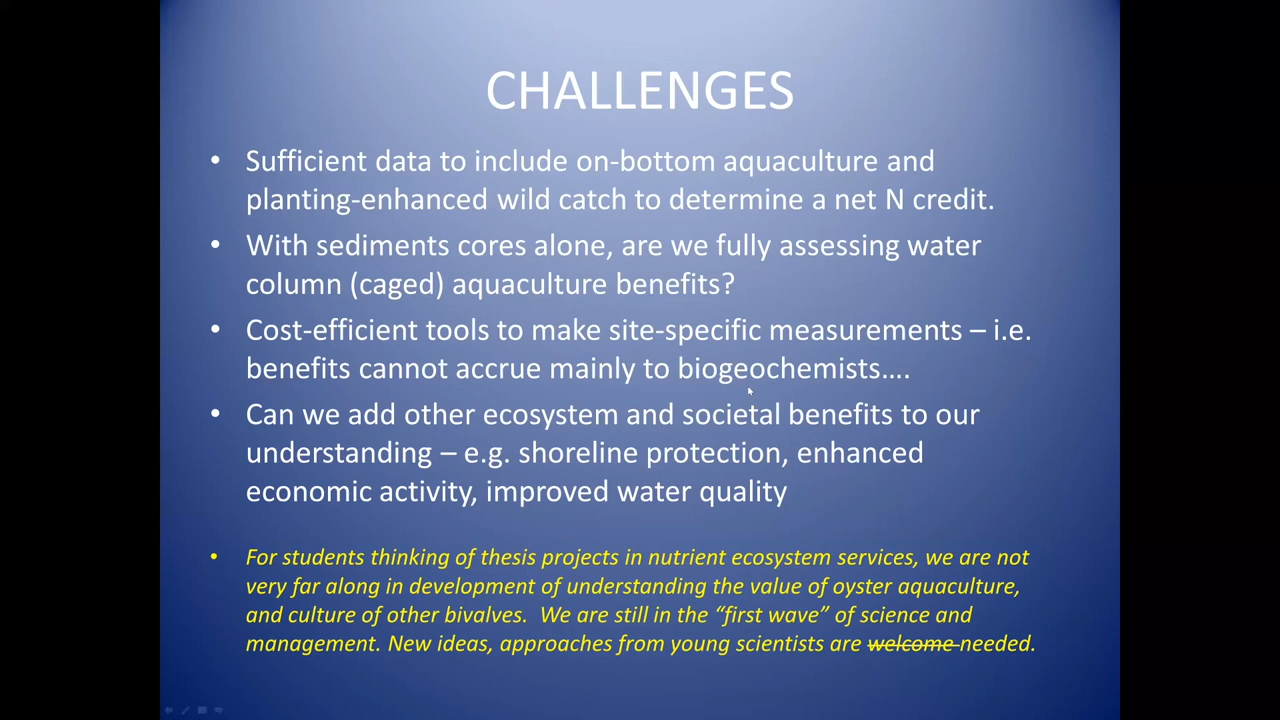 CHALLENGES
• Sufficient data to include on-bottom aquaculture and
planting-enhanced wild catch to determine a net N credit.
• With sediments cores alone, are we fully assessing water
column (caged) aquaculture benefits?
• Cost-efficient tools to make site-specific measurements – i.e.
benefits cannot accrue mainly to biogeochemists….
• Can we add other ecosystem and societal benefits to our
understanding – e.g. shoreline protection, enhanced
economic activity, improved water quality
• For students thinking of thesis projects in nutrient ecosystem services, we are not
very far along in development of understanding the value of oyster aquaculture,
and culture of other bivalves.  We are still in the “first wave” of science and
management. New ideas, approaches from young scientists are welcome needed.